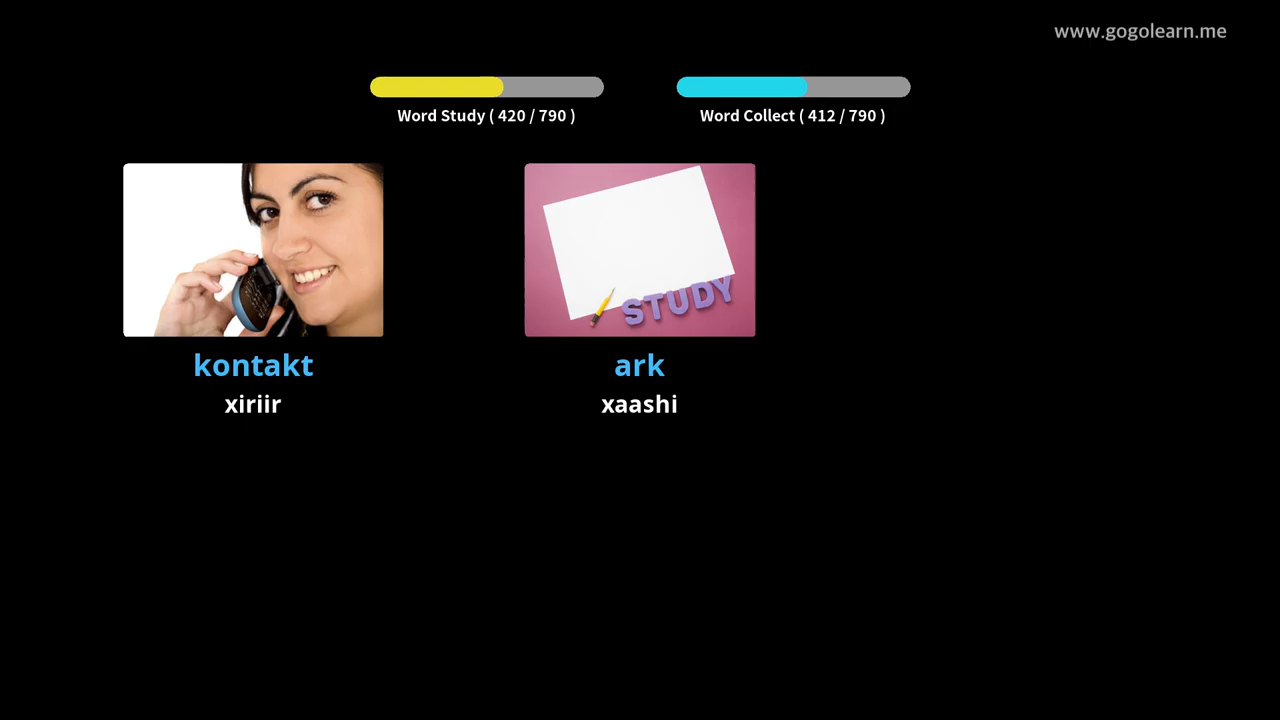 www.gogolearn.me
Word Study ( 420 / 790 )
Word Collect ( 412 / 790 )
STUDY
kontakt
ark
xiriir
xaashi